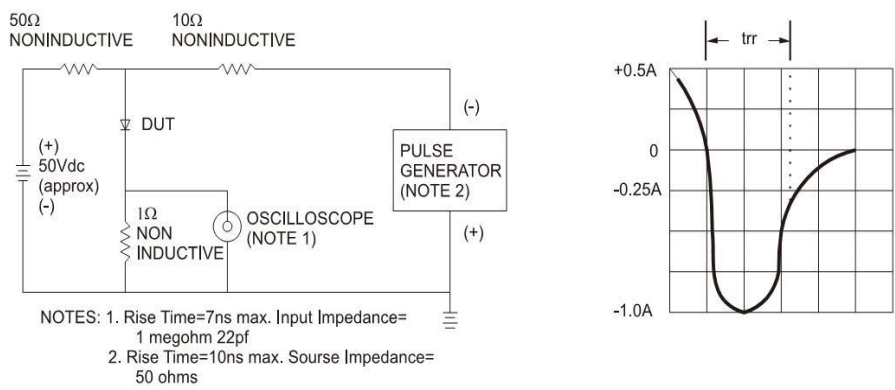 50Ω
NONINDUCTIVE
10Ω
NONINDUCTIVE
(+)
50Vdc
(approx)
(-)
DUT
1Ω
NON
INDUCTIVE
OSCILLOSCOPE
(NOTE 1)
(-)
PULSE
GENERATOR
(NOTE 2)
(+)
NOTES: 1. Rise Time=7ns max. Input Impedance=
1 megohm 22pf
2. Rise Time=10ns max. Sourse Impedance=
50 ohms
trr
+0.5A
0
-0.25A
-1.0A